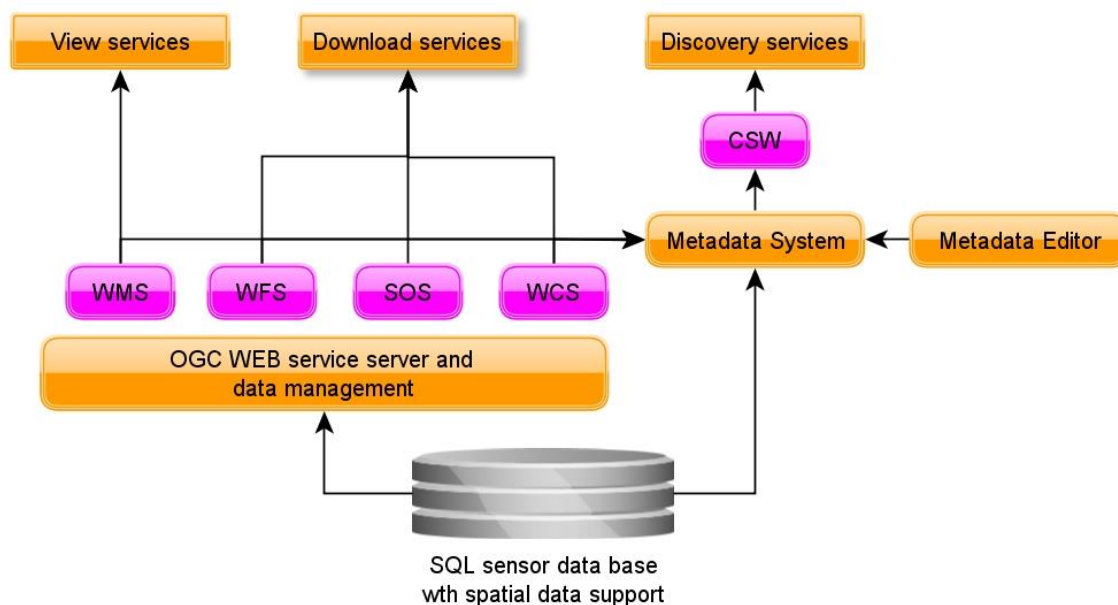 View services
Download services
Discovery services
CSW
Metadata System
Metadata Editor
WMS
WFS
SOS
WCS
OGC WEB service server and
data management
SQL sensor data base
wth spatial data support